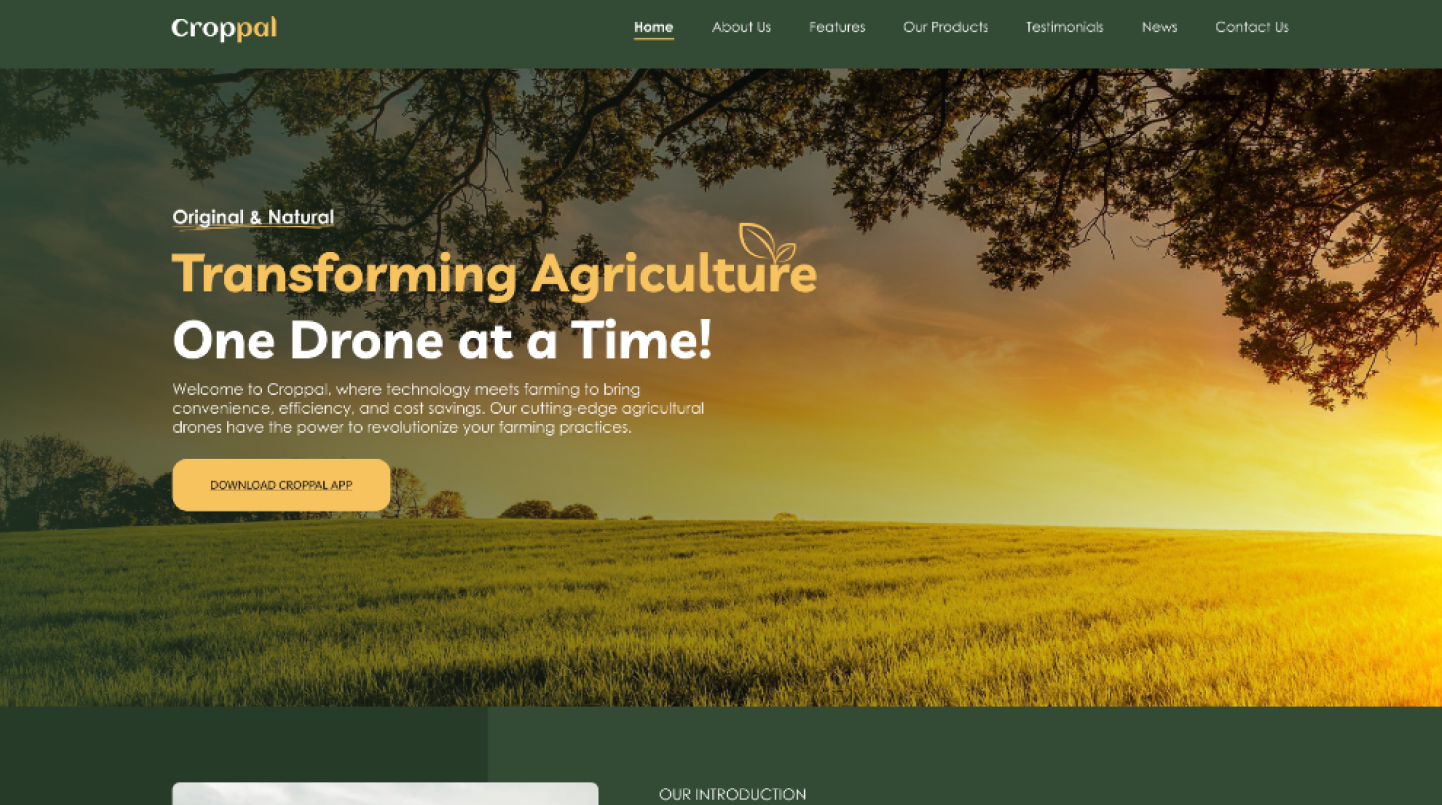 Croppal
Home About Us Features Our Products Testimonials News Contact Us
Original & Natural
Transforming Agriculture
One Drone at a Time!
Welcome to Croppal, where technology meets farming to bring
convenience, efficiency, and cost savings. Our cutting-edge agricultural
drones have the power to revolutionize your farming practices.
DOWNLOAD CROPPAL APP
OUR INTRODUCTION